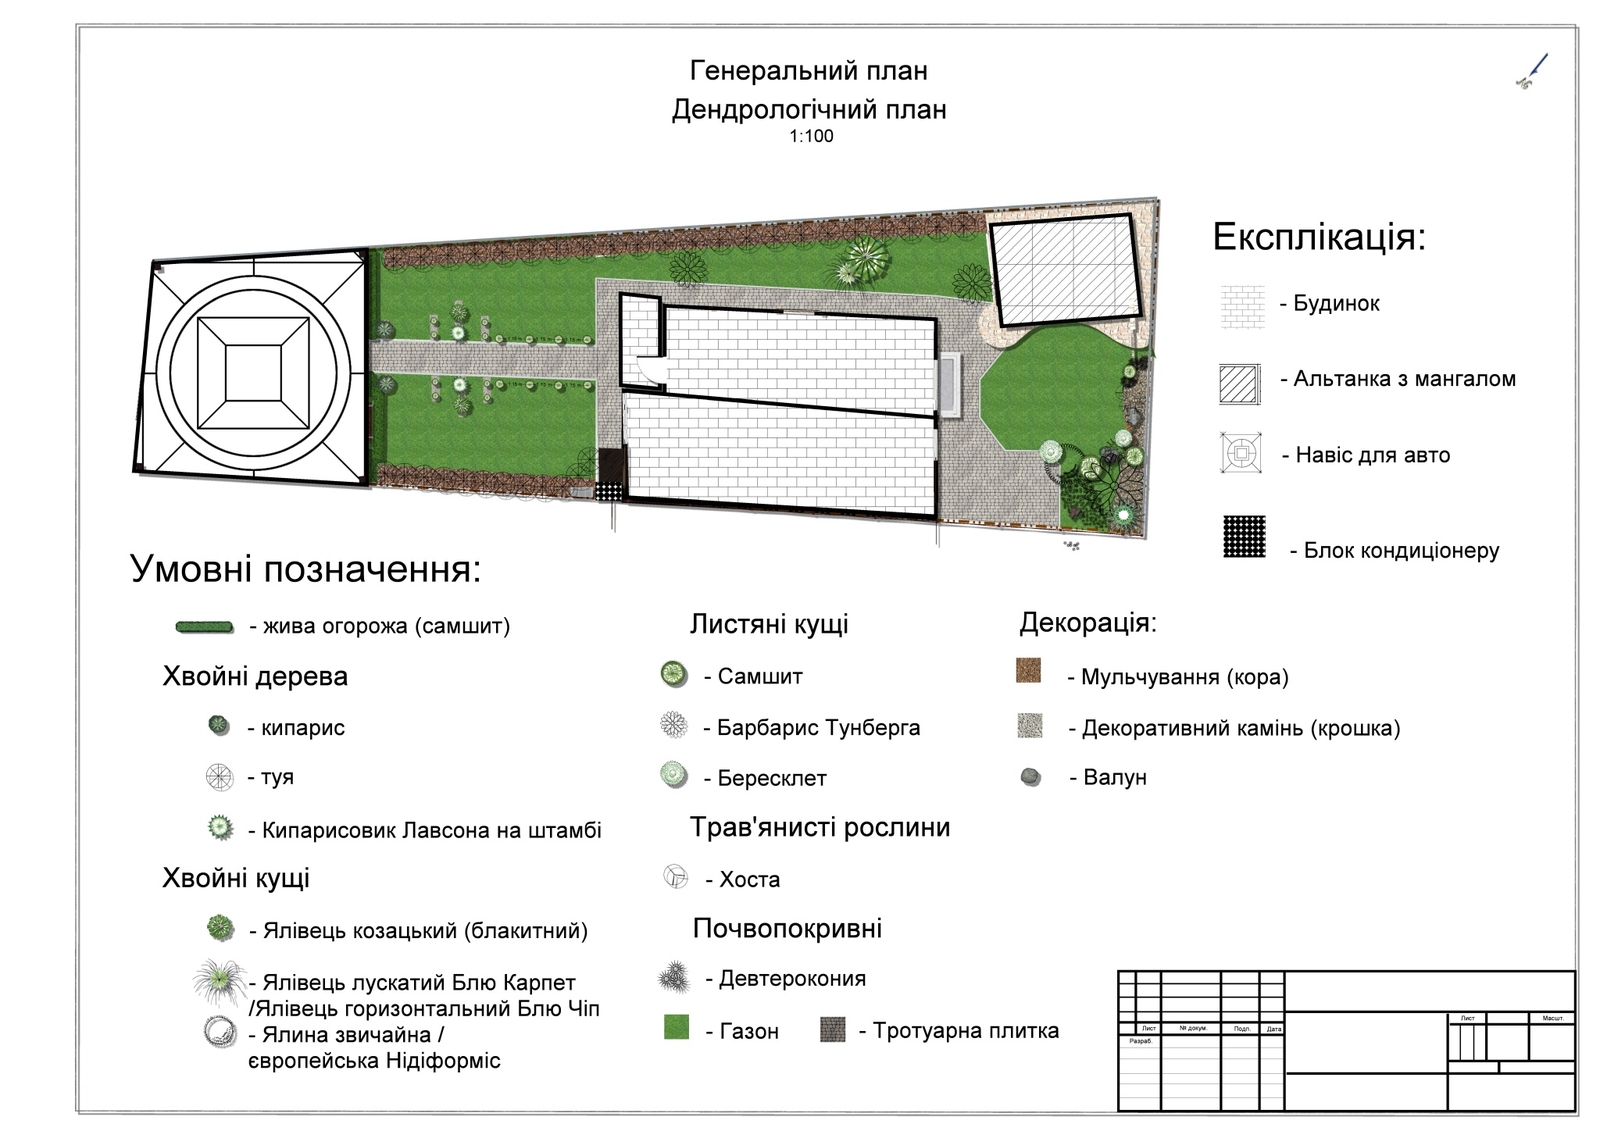 Генеральний план
Дендрологічний план
1:100
Експлікація:
- Будинок
- Альтанка з мангалом
- Навіс для авто
- Блок кондиціонеру
Умовні позначення:
- жива огорожа (самшит)
Хвойні дерева
- кипарис
- туя
- Кипарисовик Лавсона на штамбі
Хвойні кущі
- Ялівець козацький (блакитний)
- Ялівець лускатий Блю Карпет
/Ялівець горизонтальний Блю Чіп
- Ялина звичайна /
європейська Нідіформіс
Листяні кущі
- Самшит
- Барбарис Тунберга
- Бересклет
Трав'янисті рослини
- Хоста
Почвопокривні
- Девтерокония
- Газон
- Тротуарна плитка
Декорація:
- Мульчування (кора)
- Декоративний камінь (крошка)
- Валун
Лист № докум. Подп. Дата
Разраб.
Лист Масшт.